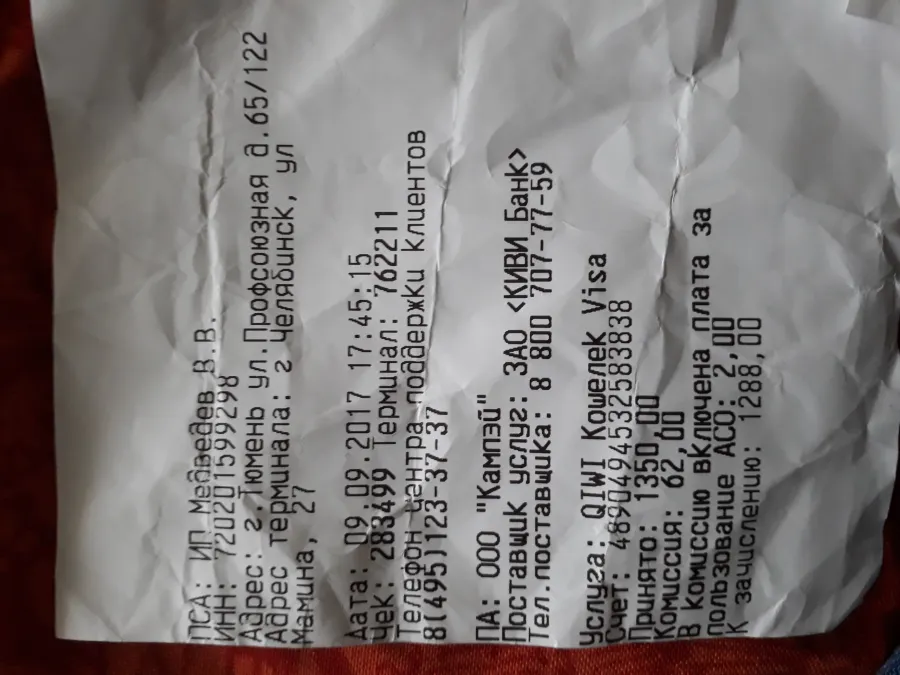 ПСА: ИП Медведев В.В.
ИНН: 720201599298
Адрес: г.Тюмень ул.Профсоюзная д.65/122
Адрес терминала: г Челябинск, ул
Мамина, 27
Дата: 09.09.2017 17:45:15
Чек: 283499 Терминал: 762211
Телефон центра поддержки Клиентов
8(495)123-37-37
ПА: ООО "Кампэй"
Поставщик услуг: ЗАО <КИВИ Банк>
Тел.поставщика: 8 800 707-77-59
Услуга: QIWI Кошелек Visa
Счет: 4890494532583838
Принято: 1350,00
Комиссия: 62,00
В комиссию включена плата за
пользование АСО: 2,00
К зачислению: 1288,00